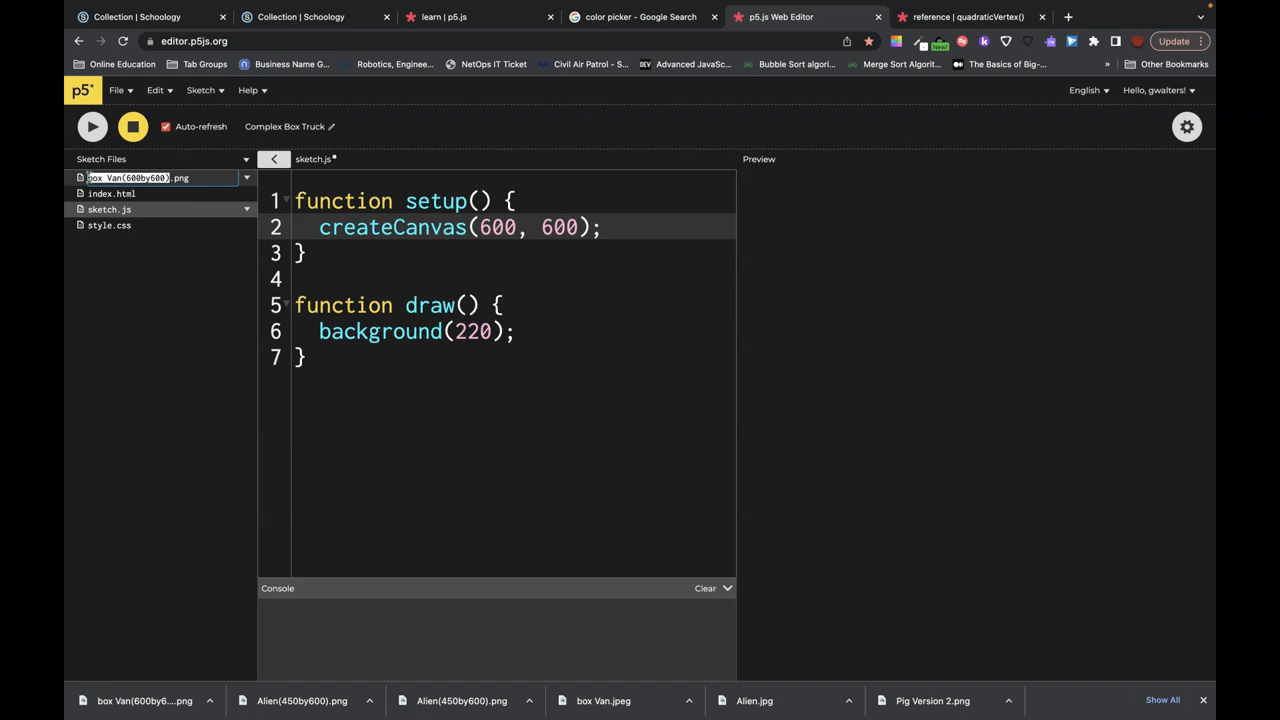 Collection | Schoology
Collection | Schoology
learn | p5.js
color picker - Google Search
p5.js Web Editor
reference | quadraticVertex()
editor.p5js.org
New!
Update
Online Education
Tab Groups
Business Name G...
Robotics, Enginee...
NetOps IT Ticket
Civil Air Patrol - S...
DEV
Advanced JavaSc...
Bubble Sort algori...
Merge Sort Algorit...
The Basics of Big-...
»
Other Bookmarks
p5*
File
Edit
Sketch
Help
English
Hello, gwalters!
Auto-refresh
Complex Box Truck
Sketch Files
sketch.js
Preview
box Van(600by600).png
index.html
sketch.js
style.css
1 function setup() {
2 createCanvas(600, 600);
3 }
4
5 function draw() {
6 background(220);
7 }
Console
Clear
box Van(600by6....png
Alien(450by600).png
Alien(450by600).png
box Van.jpeg
Alien.jpg
Pig Version 2.png
Show All